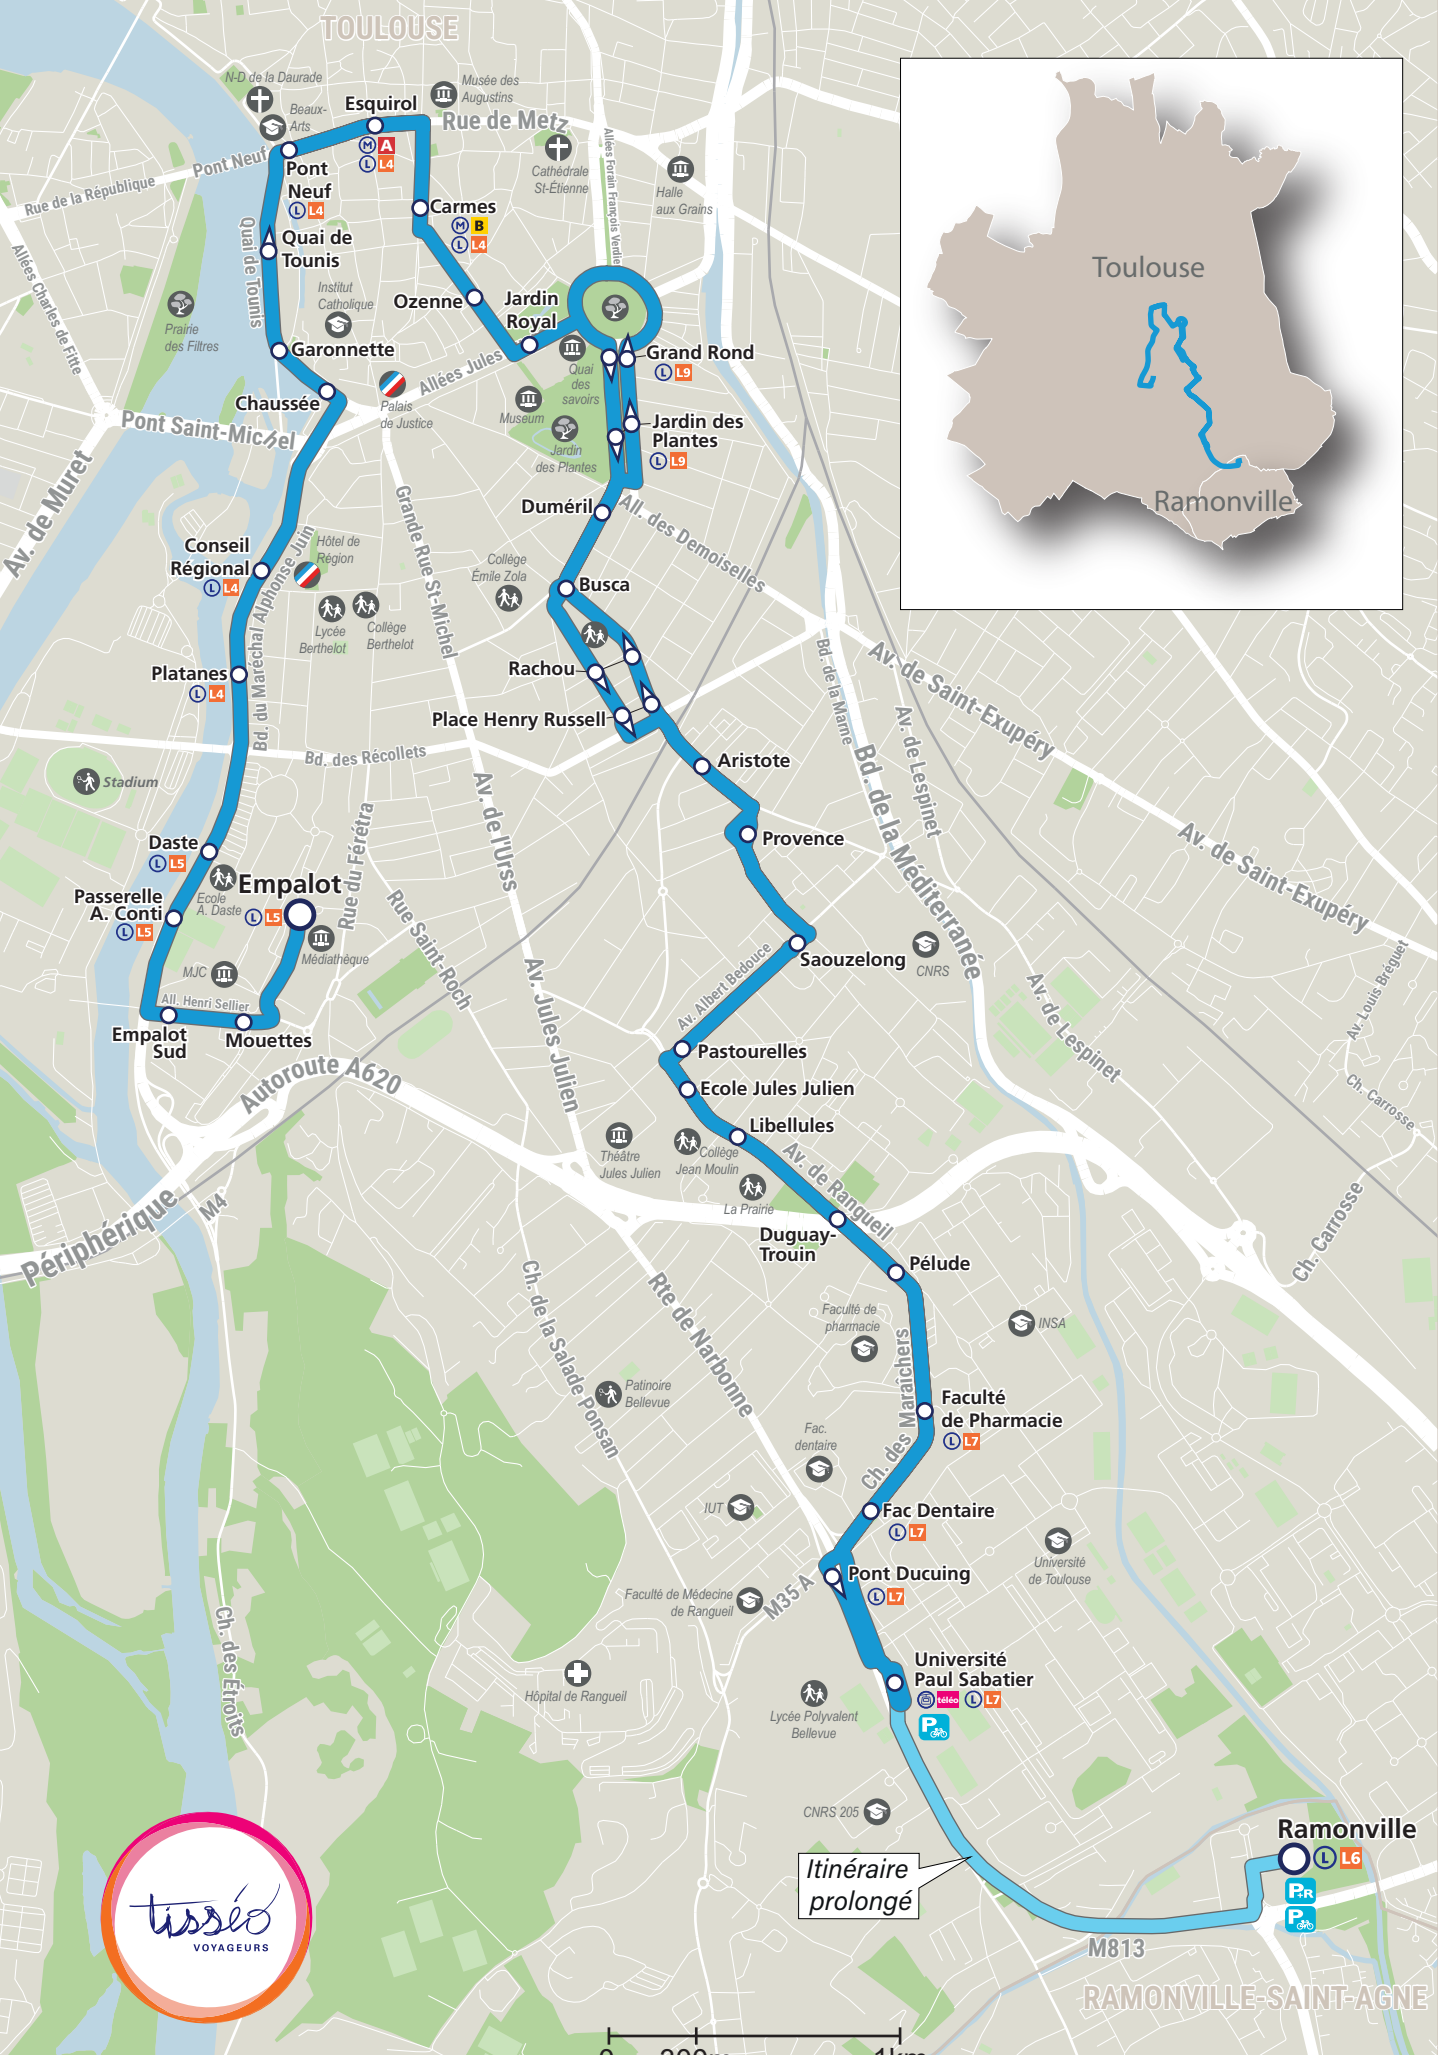 TOULOUSE
N-D de la Daurade
Beaux-
Arts
Esquirol
M A
L L4
Musée des
Augustins
Rue de Metz
Pont Neuf
Rue de la République
Pont
Neuf
L L4
Cathédrale
St-Étienne
Allées Forain François Verdier
Halle
aux Grains
Carmes
M B
L L4
Quai de
Tounis
Quai de Tounis
Allées Charles de Fitte
Prairie
des Filtres
Institut
Catholique
Ozenne
Jardin
Royal
Garonnette
Allées Jules
Quai
des
savoirs
Grand Rond
L L9
Chaussée
Palais
de Justice
Museum
Jardin
des Plantes
Jardin des
Plantes
L L9
Pont Saint-Michel
Av. de Muret
Duméril
All. des Demoiselles
Grande Rue St-Michel
Conseil
Régional
L L4
Hôtel de
Région
Collège
Émile Zola
Busca
Lycée
Berthelot
Collège
Berthelot
Bd. du Maréchal Alphonse Juin
Platanes
L L4
Rachou
Place Henry Russell
Bd. des Récollets
Stadium
Aristote
Bd. de la Marne
Av. de Saint-Exupéry
Av. de Lespinet
Bd. de la Méditerranée
Av. de Saint-Exupéry
Provence
Av. de l'Urss
Daste
L L5
Ecole
A. Daste
Passerelle
A. Conti
L L5
Empalot
L L5
Rue du Férétra
Rue Saint-Roch
Médiathèque
MJC
All. Henri Sellier
Empalot
Sud
Mouettes
Saouzelong
CNRS
Av. Albert Bedouce
Av. Jules Julien
Av. de Lespinet
Av. Louis Bréguet
Ch. Carrosse
Pastourelles
Ecole Jules Julien
Libellules
Autoroute A620
Théâtre
Jules Julien
Collège
Jean Moulin
La Prairie
Av. de Rangueil
Duguay-
Trouin
Périphérique
M4
Ch. Carrosse
Pélude
Ch. de la Salade Ponsan
Rte de Narbonne
Faculté de
pharmacie
INSA
Ch. des Maraîchers
Patinoire
Bellevue
Faculté
de Pharmacie
L L7
Fac.
dentaire
IUT
Fac Dentaire
L L7
Université
de Toulouse
Pont Ducuing
L L7
M35 A
Faculté de Médecine
de Rangueil
Ch. des Étroits
Hôpital de Rangueil
Université
Paul Sabatier
téléo L L7
P
Lycée Polyvalent
Bellevue
CNRS 205
Itinéraire
prolongé
Ramonville
L L6
P+R
P
M813
RAMONVILLE-SAINT-AGNE
tisséo
VOYAGEURS
Toulouse
Ramonville